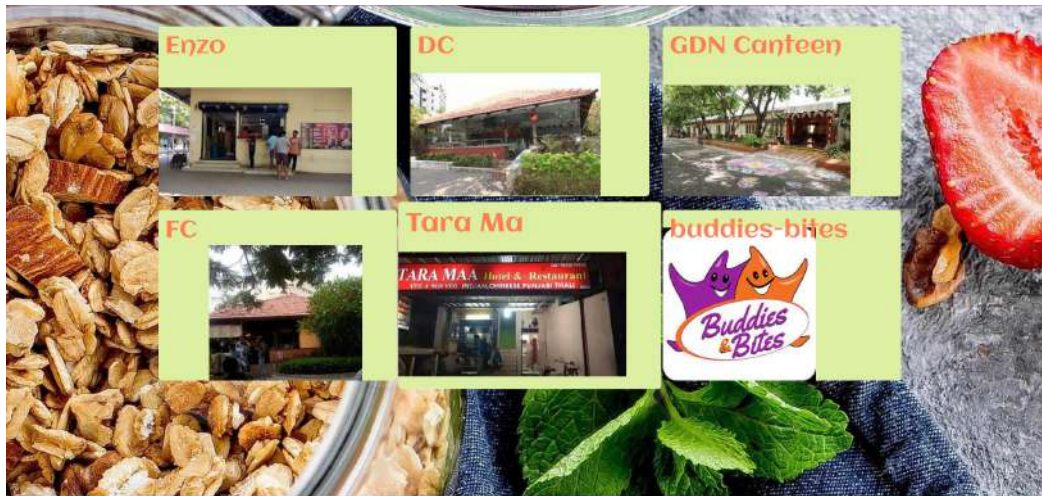 Enzo
DC
GDN Canteen
FC
Tara Ma
buddies-bites
TARA MAA Hotel & Restaurant
Buddies
& Bites